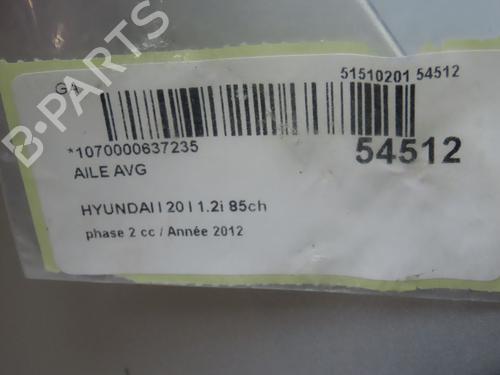 G4
51510201 54512
B-PARTS
*1070000637235
54512
AILE AVG
HYUNDAI I 20 I 1.2i 85ch
phase 2 cc / Année 2012